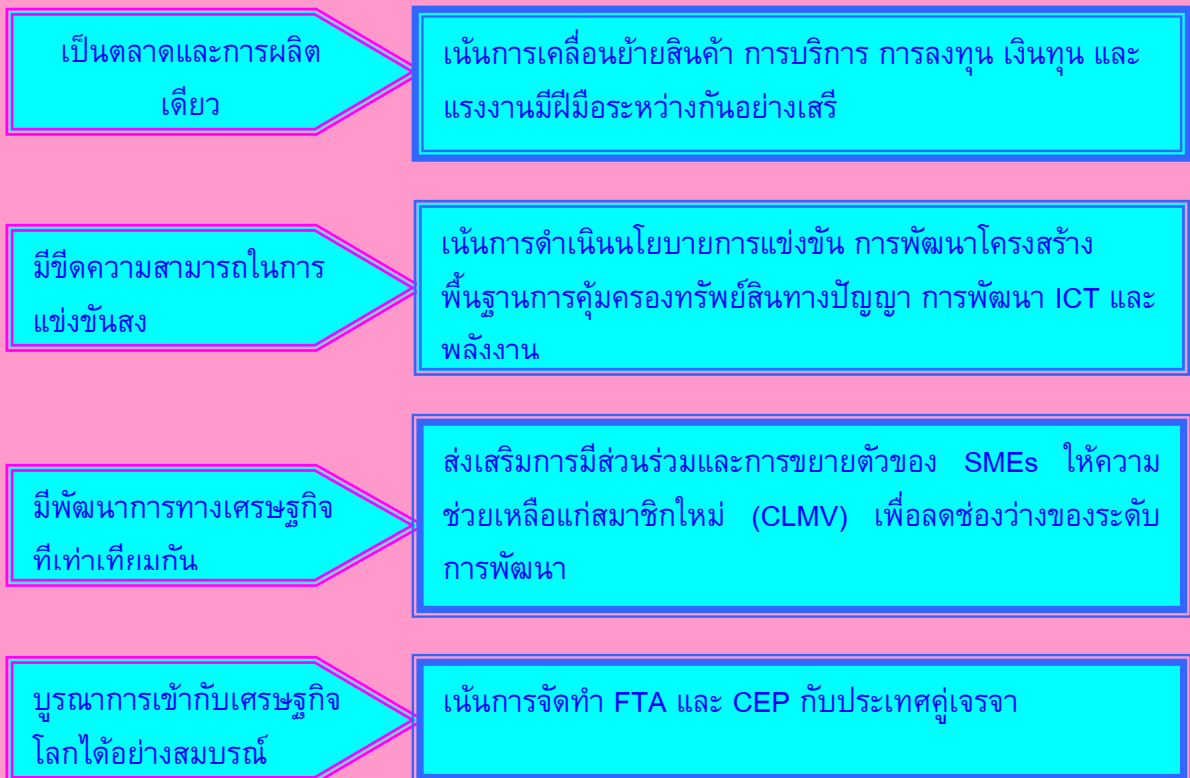 เป็นตลาดและการผลิต
เดียว
เน้นการเคลื่อนย้ายสินค้า การบริการ การลงทุน เงินทุน และ
แรงงานมีฝีมือระหว่างกันอย่างเสรี
มีขีดความสามารถในการ
แข่งขันสง
เน้นการดำเนินนโยบายการแข่งขัน การพัฒนาโครงสร้าง
พื้นฐานการคุ้มครองทรัพย์สินทางปัญญา การพัฒนา ICT และ
พลังงาน
มีพัฒนาการทางเศรษฐกิจ
ที่เท่าเทียมกัน
ส่งเสริมการมีส่วนร่วมและการขยายตัวของ SMEs ให้ความ
ช่วยเหลือแก่สมาชิกใหม่ (CLMV) เพื่อลดช่องว่างของระดับ
การพัฒนา
บูรณาการเข้ากับเศรษฐกิจ
โลกได้อย่างสมบรณ์
เน้นการจัดทำ FTA และ CEP กับประเทศคู่เจรจา